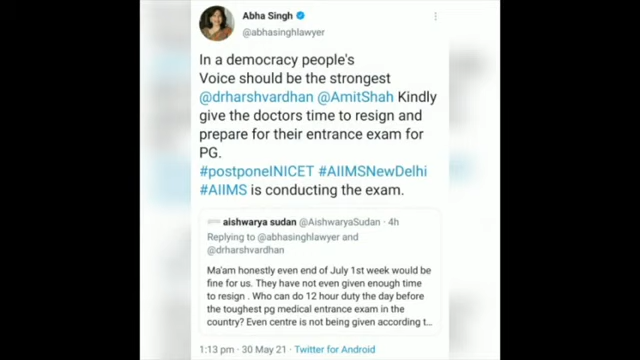 Abha Singh
@abhasinghlawyer
In a democracy people's
Voice should be the strongest
@drharshvardhan @AmitShah Kindly
give the doctors time to resign and
prepare for their entrance exam for
PG.
#postponeINICET #AIIMSNewDelhi
#AIIMS is conducting the exam.
aishwarya sudan @AishwaryaSudan · 4h
Replying to @abhasinghlawyer and
@drharshvardhan
Ma'am honestly even end of July 1st week would be
fine for us. They have not even given enough time
to resign . Who can do 12 hour duty the day before
the toughest pg medical entrance exam in the
country? Even centre is not being given according t...
1:13 pm · 30 May 21 · Twitter for Android